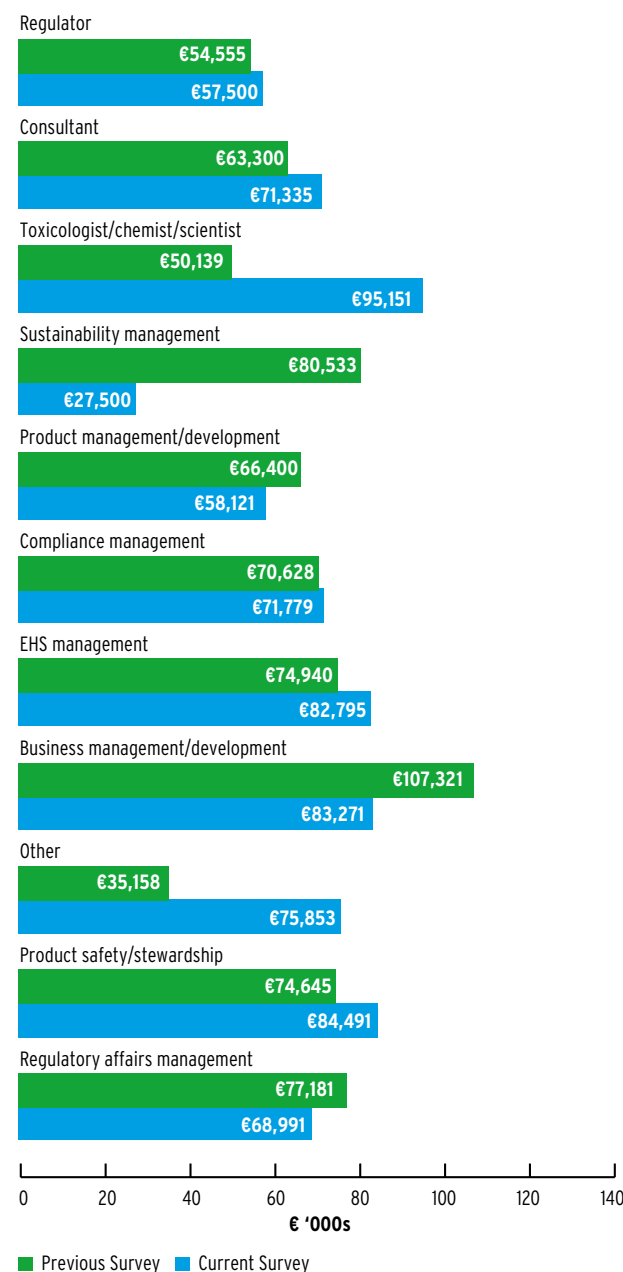 Regulator
€54,555
€57,500
Consultant
€63,300
€71,335
Toxicologist/chemist/scientist
€50,139
€95,151
Sustainability management
€80,533
€27,500
Product management/development
€66,400
€58,121
Compliance management
€70,628
€71,779
EHS management
€74,940
€82,795
Business management/development
€107,321
€83,271
Other
€35,158
€75,853
Product safety/stewardship
€74,645
€84,491
Regulatory affairs management
€77,181
€68,991
0 20 40 60 80 100 120 140
€ ‘000s
Previous Survey Current Survey